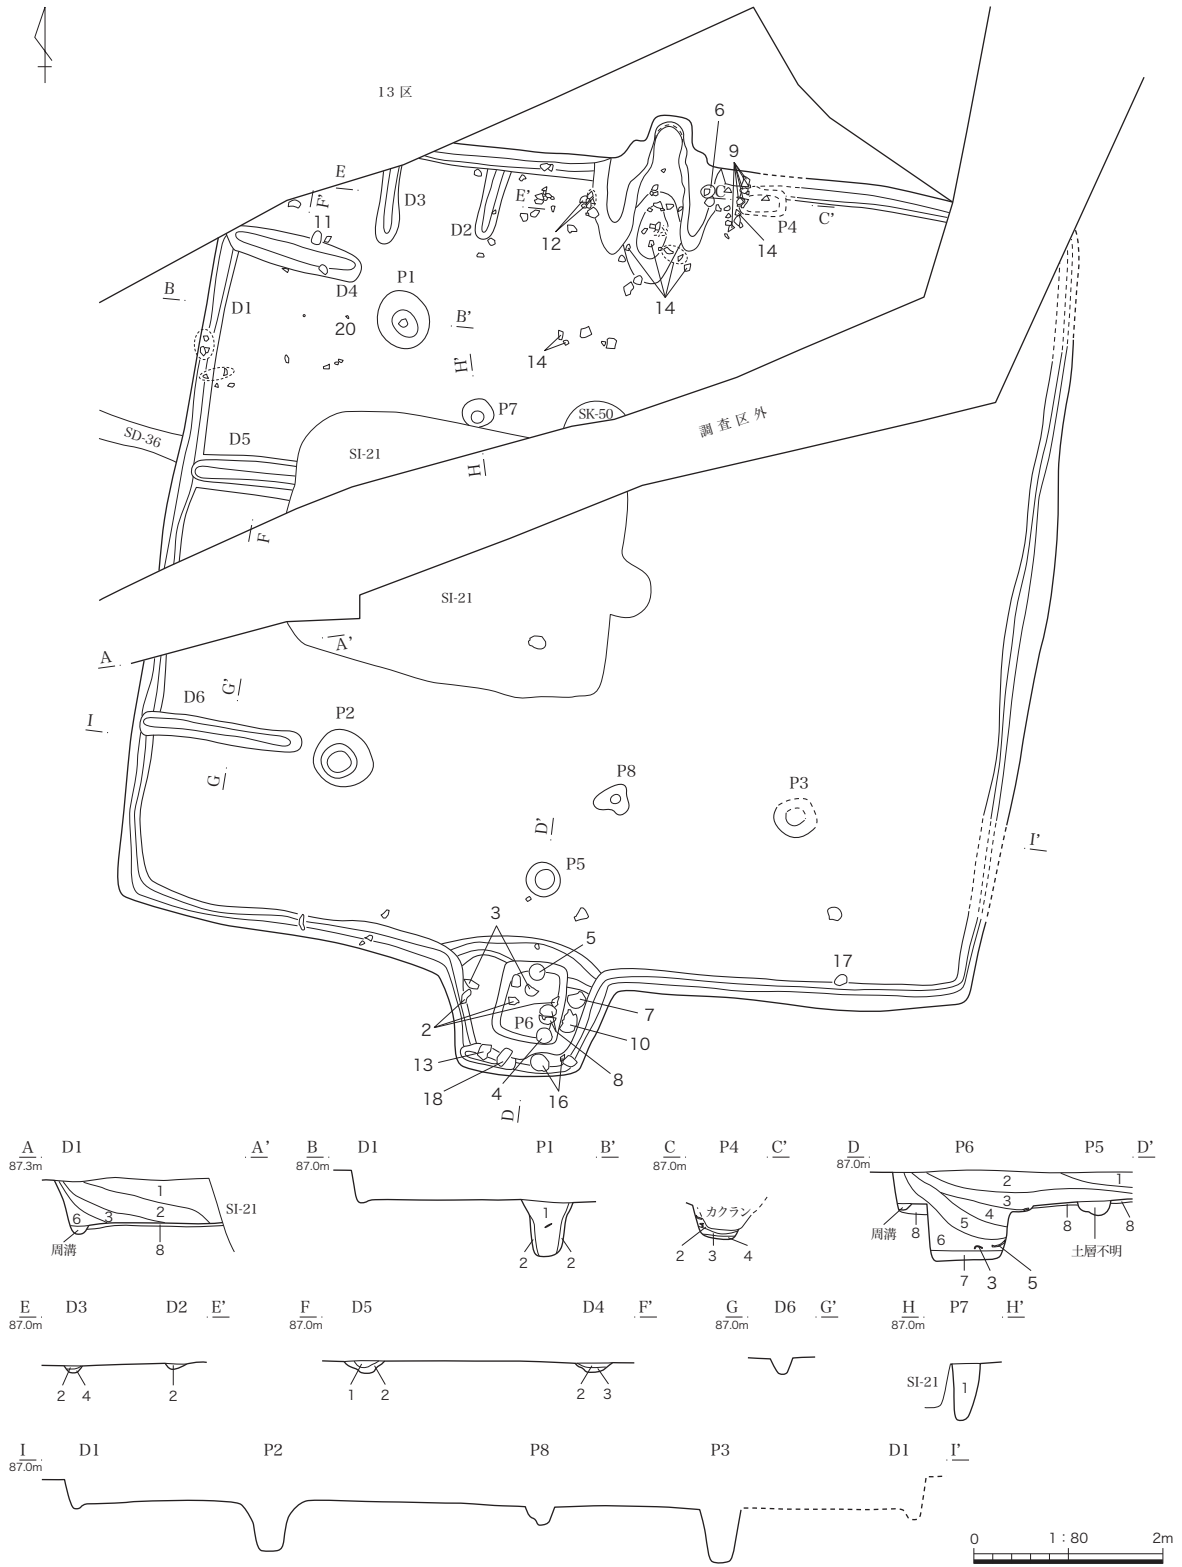 13 区
6
9
E
F'
11
D3
D2
E'
12
C
P4
C'
14
B
D1
D4
P1
20
B'
14
H'
14
P7
SK-50
調査区外
SD-36
D5
SI-21
H
F
SI-21
A
A'
D6
G'
I
P2
G
P8
P3
D'
I'
P5
3
5
17
2
P6
7
10
13
8
18
4
16
D
A D1 A'
87.3m
1
2
3
6
8
周溝
SI-21
B D1 P1 B'
87.0m
1
2 2
C P4 C'
87.0m
カクラン
2 3 4
D P6 P5 D'
87.0m
1
2
3
4
5
6
7
周溝
8
3 5
8 8
土層不明
E D3 D2 E'
87.0m
2 4 2
F D5 D4 F'
87.0m
1 2 2 3
G D6 G'
87.0m
H P7 H'
87.0m
SI-21
1
I D1 P2 P8 P3 D1 I'
87.0m
0 1:80 2m